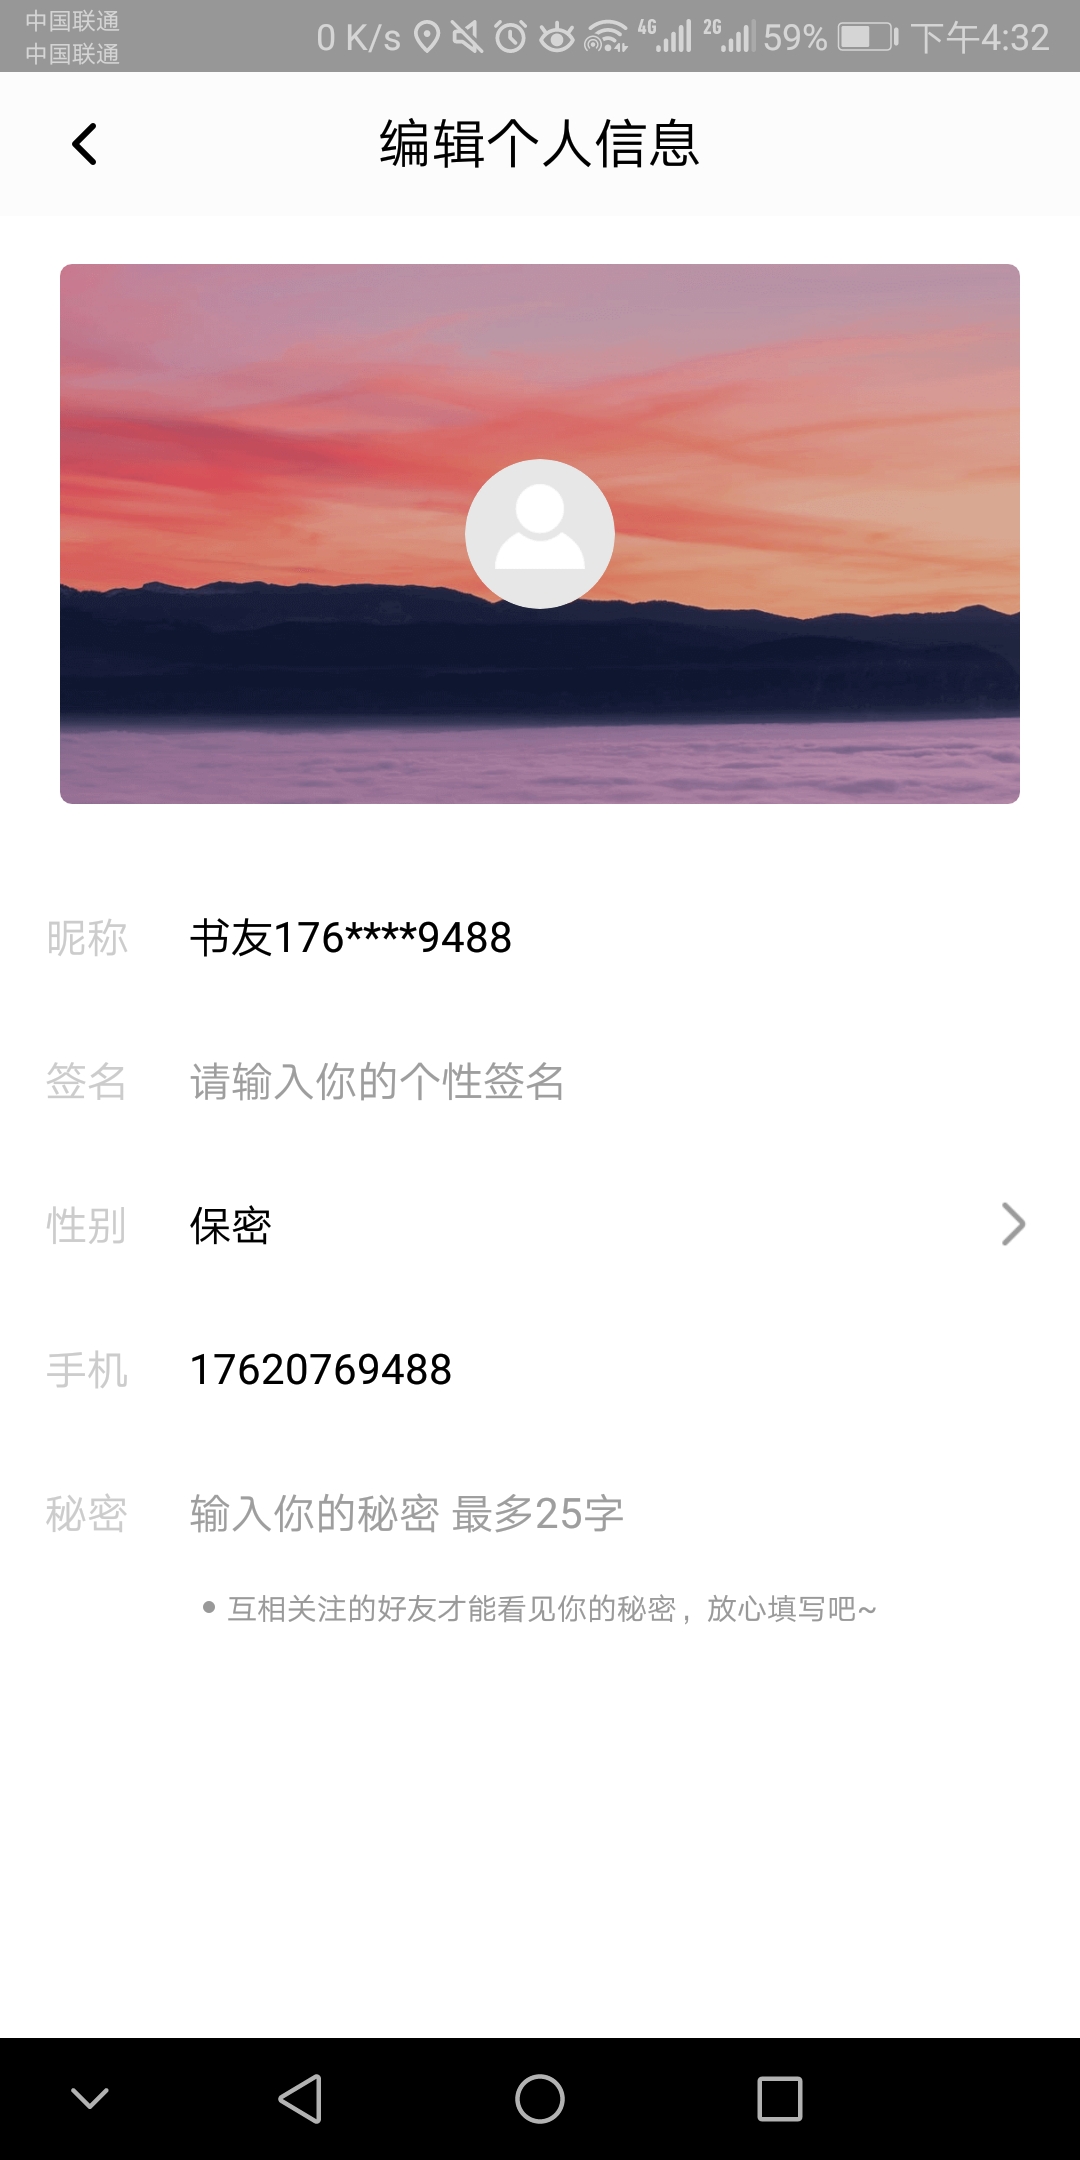 中国联通
中国联通
0 K/s 4G 2G 59% 下午4:32
编辑个人信息
昵称 书友176****9488
签名 请输入你的个性签名
性别 保密
手机 17620769488
秘密 输入你的秘密 最多25字
• 互相关注的好友才能看见你的秘密，放心填写吧~